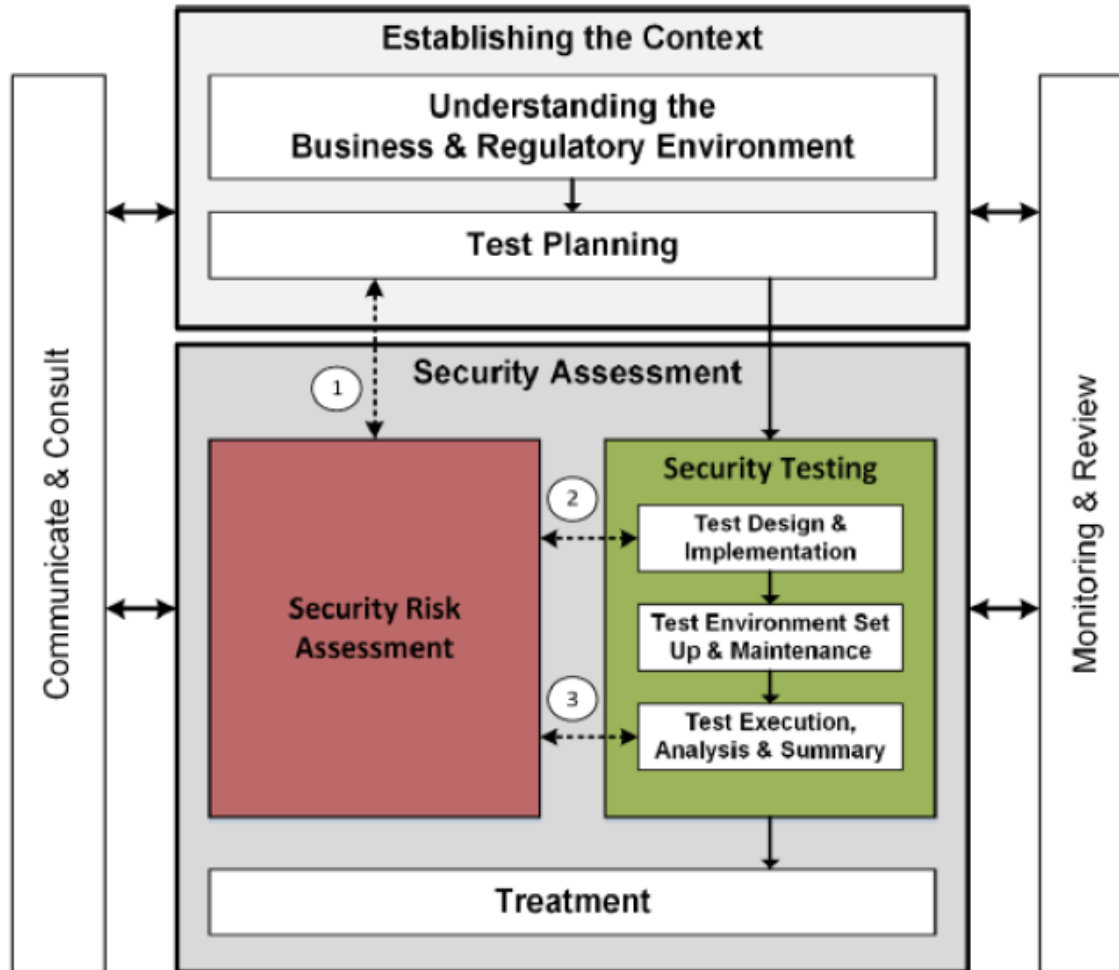 Establishing the Context
Understanding the
Business & Regulatory Environment
Test Planning
Communicate & Consult
Monitoring & Review
Security Assessment
1
Security Risk
Assessment
2
3
Security Testing
Test Design &
Implementation
Test Environment Set
Up & Maintenance
Test Execution,
Analysis & Summary
Treatment